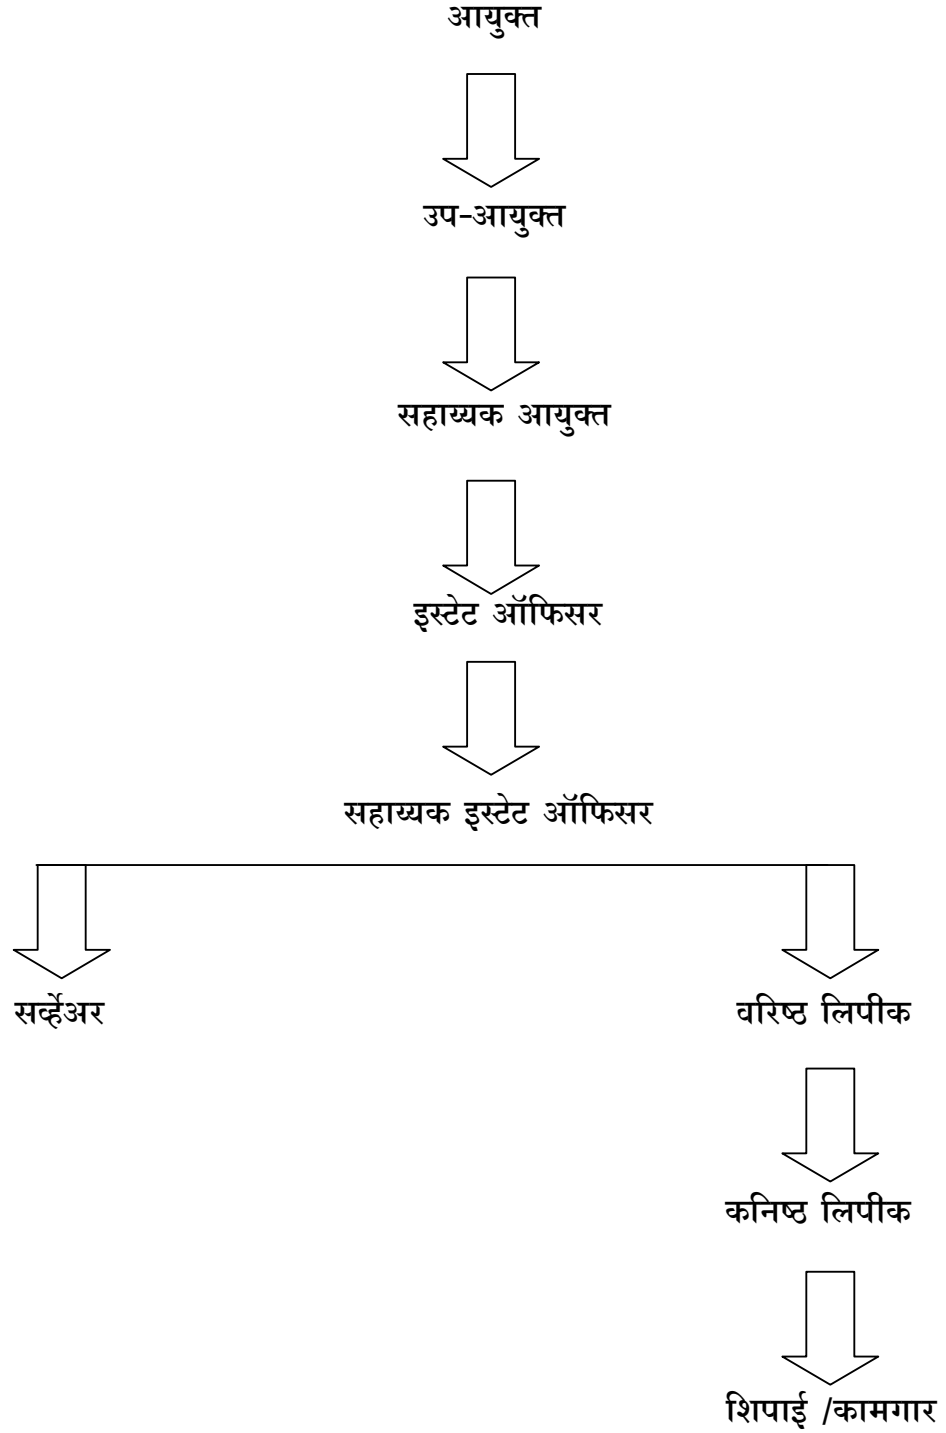 आयुक्त
उप-आयुक्त
सहाय्यक आयुक्त
इस्टेट ऑफिसर
सहाय्यक इस्टेट ऑफिसर
सर्व्हेअर
वरिष्ठ लिपीक
कनिष्ठ लिपीक
शिपाई /कामगार